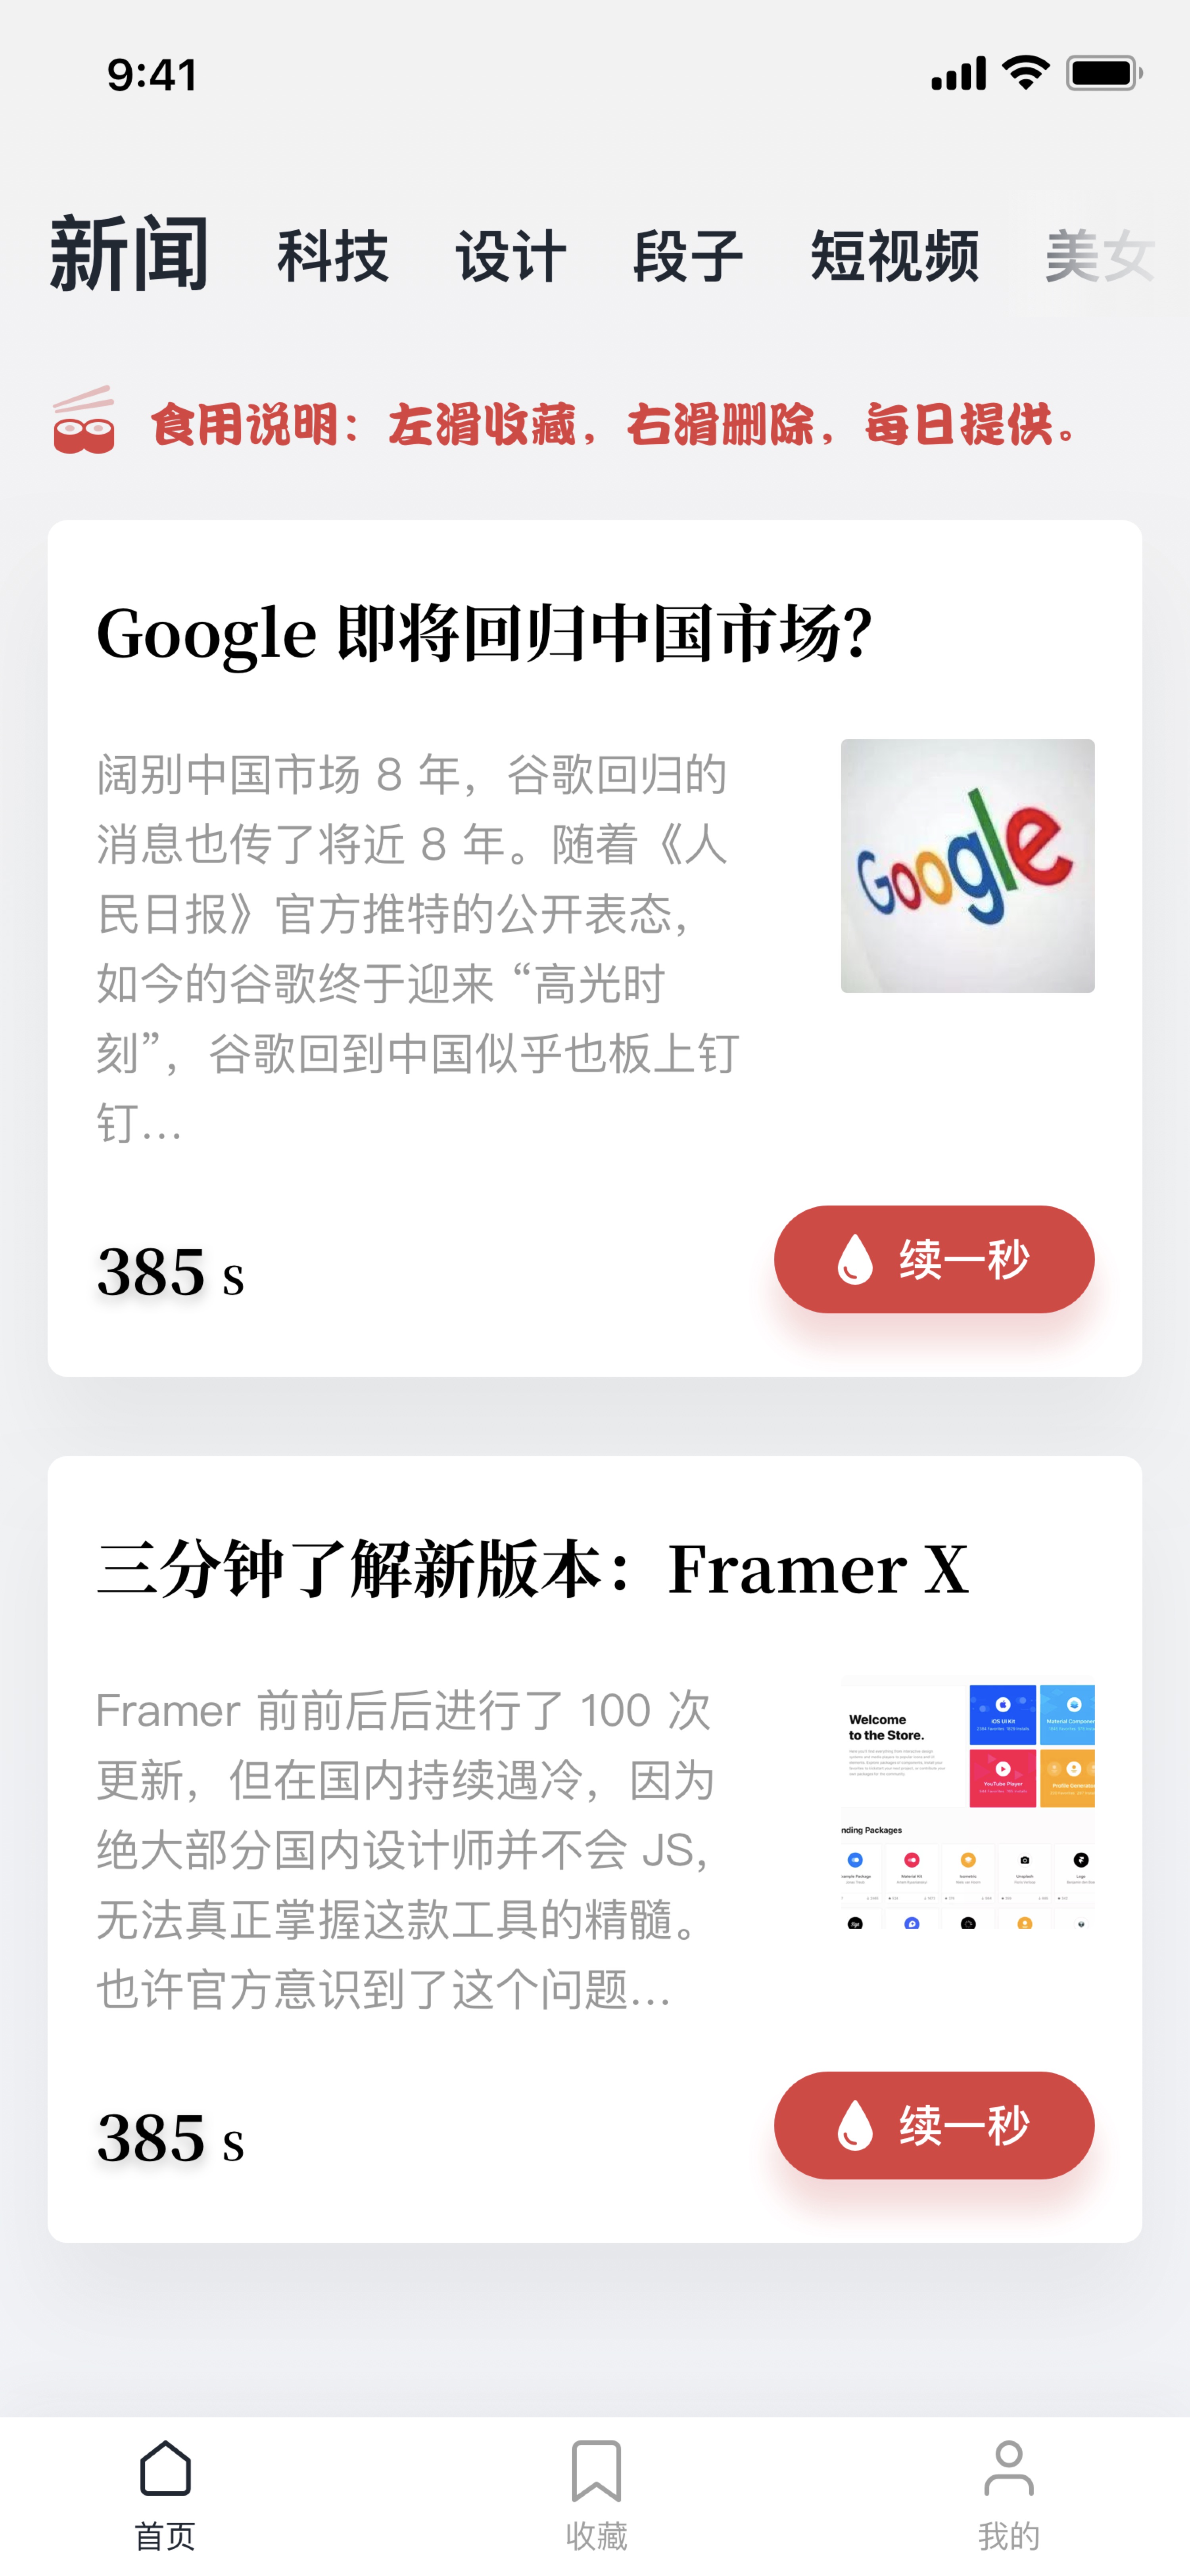 9:41
新闻 科技 设计 段子 短视频 美女
食用说明：左滑收藏，右滑删除，每日提供。
Google 即将回归中国市场?
阔别中国市场 8 年，谷歌回归的
消息也传了将近 8 年。随着《人
民日报》官方推特的公开表态，
如今的谷歌终于迎来 “高光时
刻”，谷歌回到中国似乎也板上钉
钉...
Google
385 s
续一秒
三分钟了解新版本：Framer X
Framer 前前后后进行了 100 次
更新，但在国内持续遇冷，因为
绝大部分国内设计师并不会 JS，
无法真正掌握这款工具的精髓。
也许官方意识到了这个问题...
Welcome
to the Store.
iOS UI Kit
Material Componen
YouTube Player
Profile Generato
nding Packages
385 s
续一秒
首页 收藏 我的